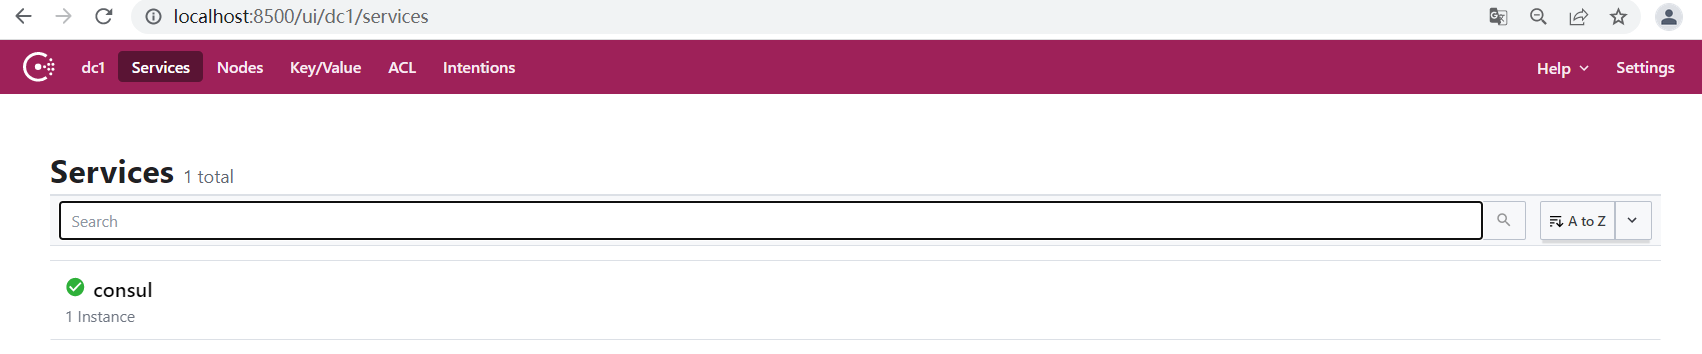 localhost:8500/ui/dc1/services
dc1 Services Nodes Key/Value ACL Intentions Help Settings
Services 1 total
Search A to Z
consul
1 Instance